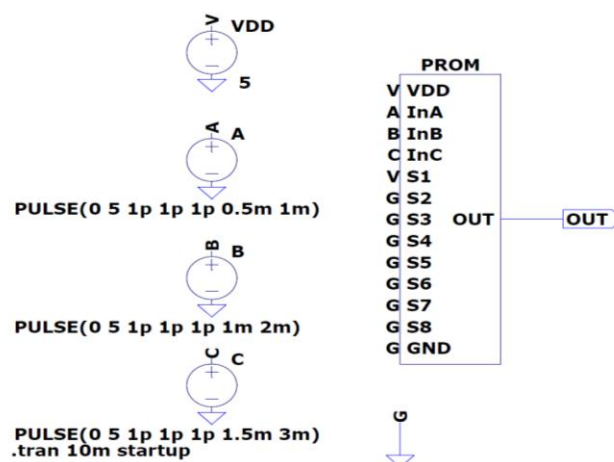 V VDD
5
A A
PULSE(0 5 1p 1p 1p 0.5m 1m)
B B
PULSE(0 5 1p 1p 1p 1m 2m)
C C
PULSE(0 5 1p 1p 1p 1.5m 3m)
.tran 10m startup
PROM
V VDD
A InA
B InB
C InC
V S1
G S2
G S3 OUT OUT
G S4
G S5
G S6
G S7
G S8
G GND
G